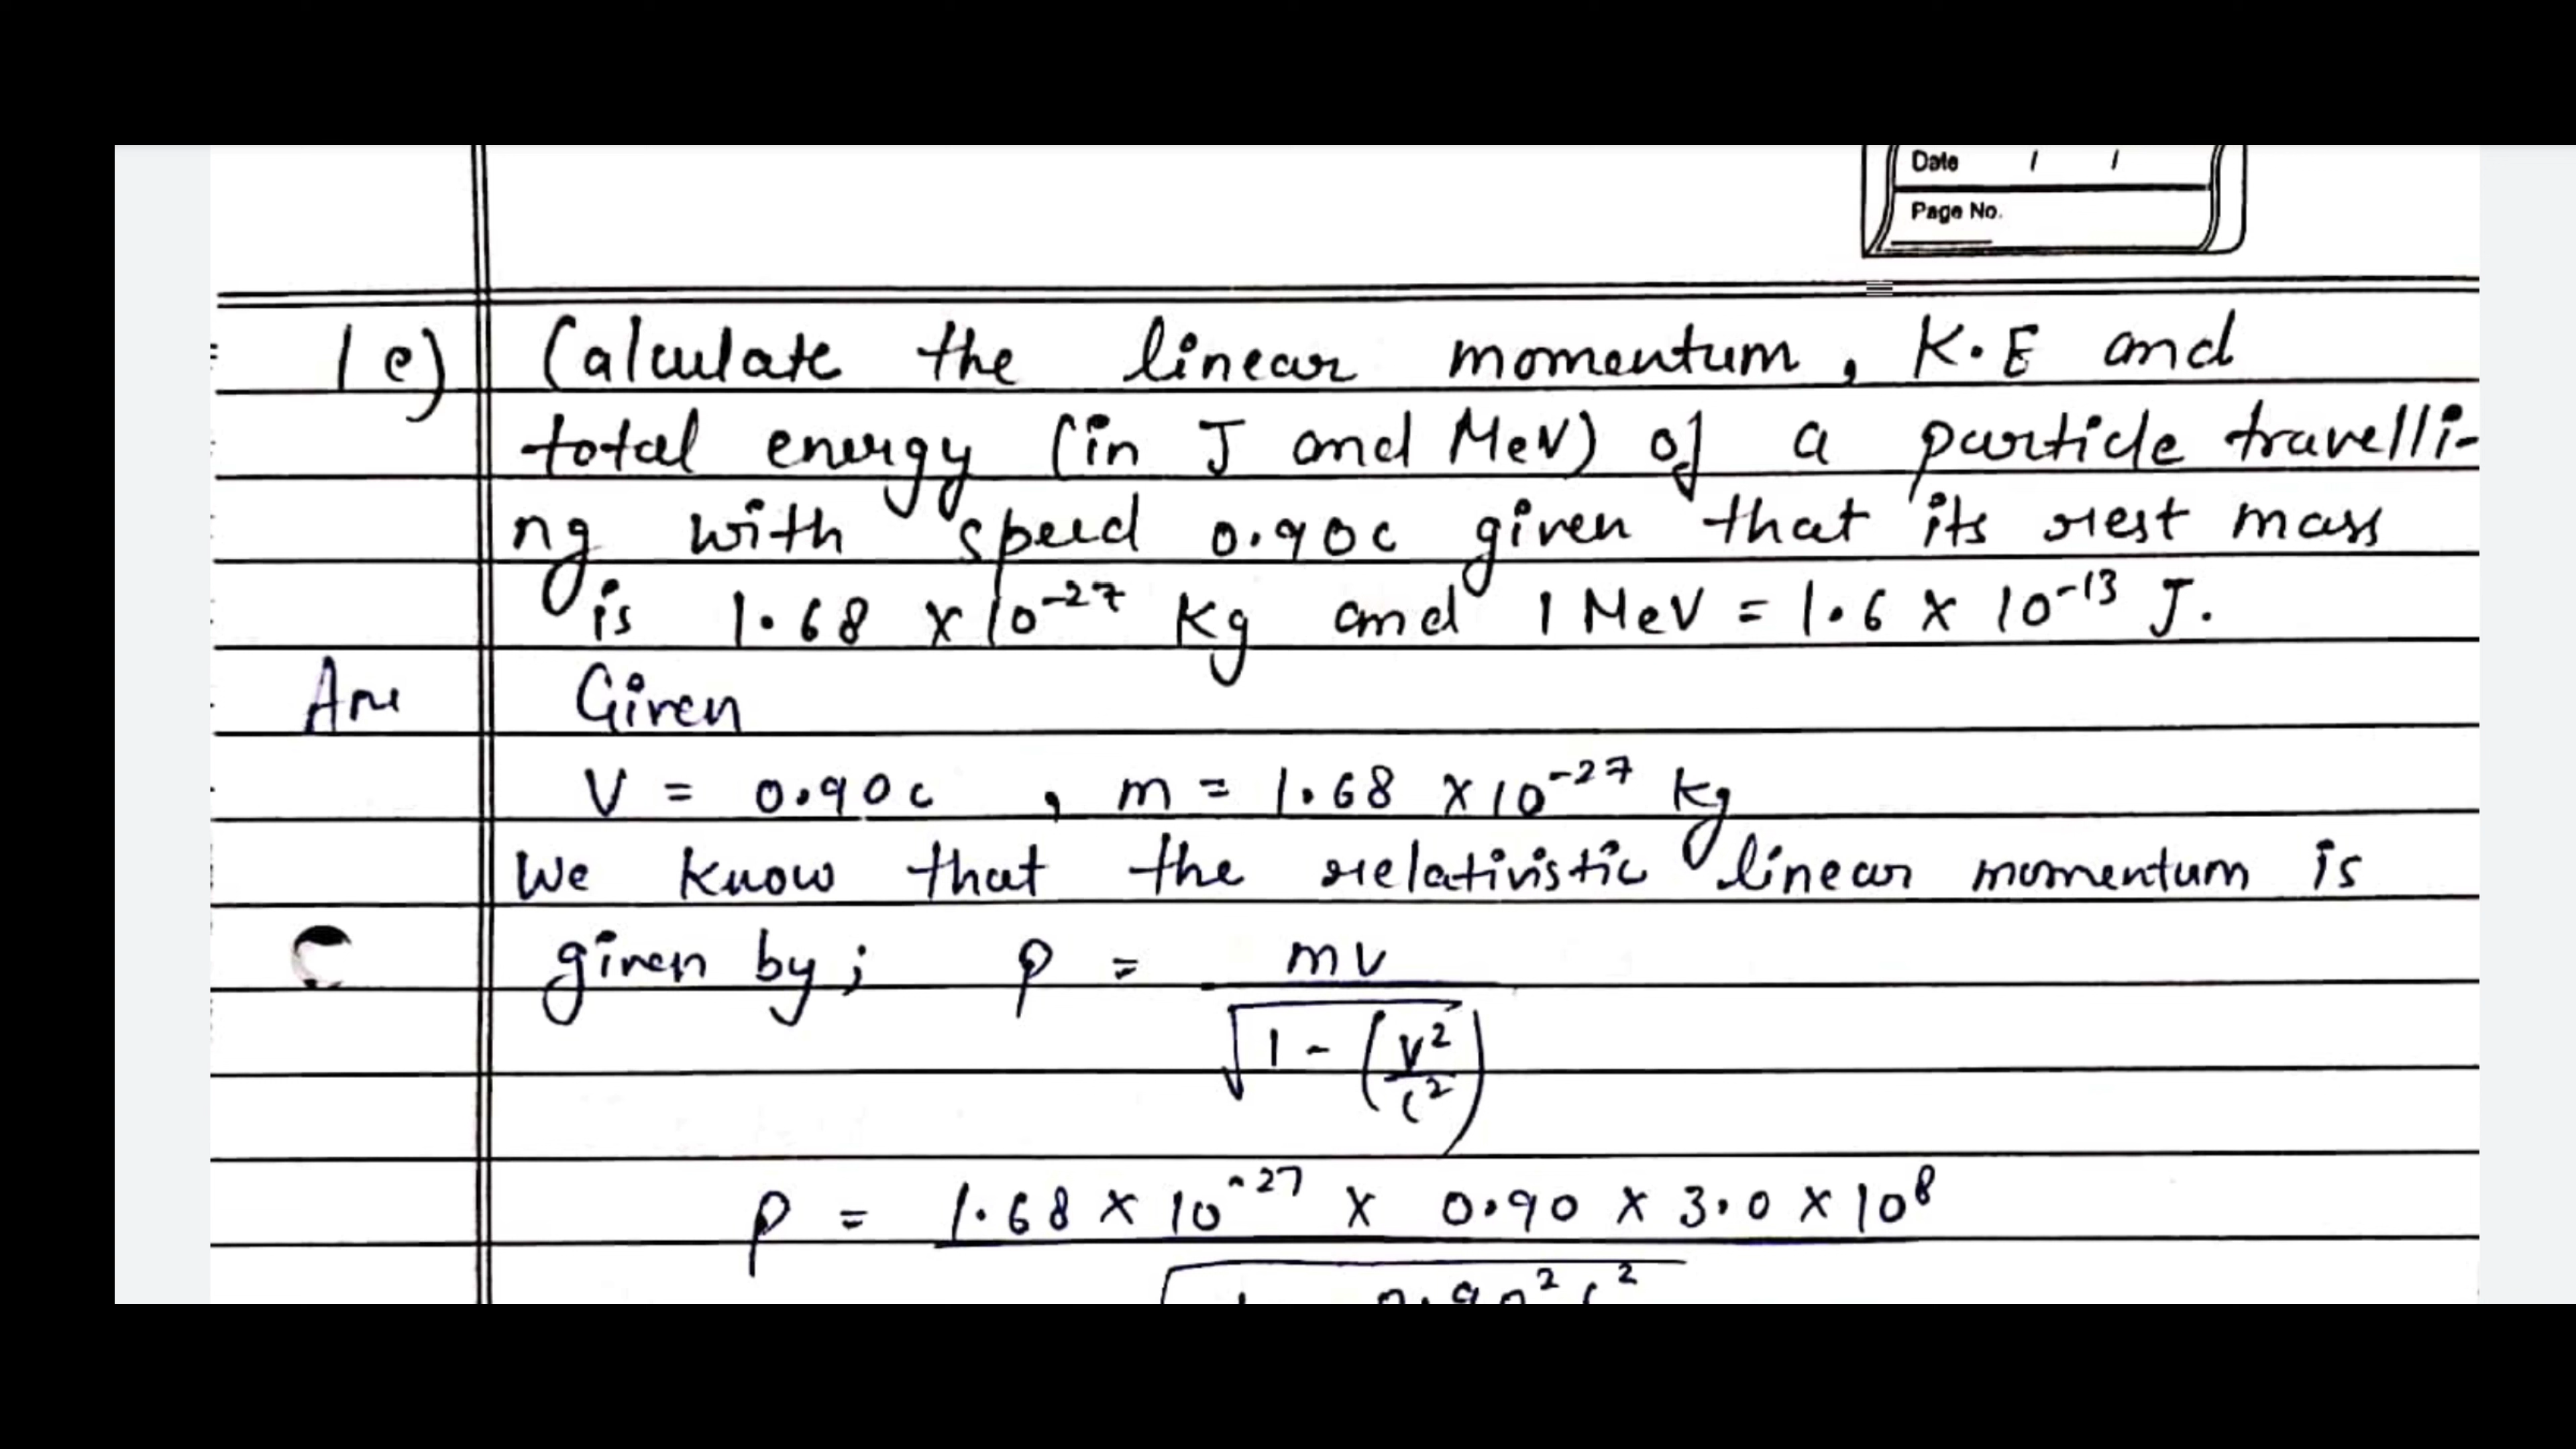 Date / /
Page No.
1 e) Calculate the linear momentum, K.E and
total energy (in J and MeV) of a particle travelli-
ng with speed 0.90c given that its rest mass
is 1.68 × 10⁻²⁷ kg and 1 MeV = 1.6 × 10⁻¹³ J.
Ans Given
V = 0.90c , m = 1.68 × 10⁻²⁷ kg
We know that the relativistic linear momentum is
given by; p = mv / √(1 - (v²/c²))
p = 1.68 × 10⁻²⁷ × 0.90 × 3.0 × 10⁸
0.90² c²